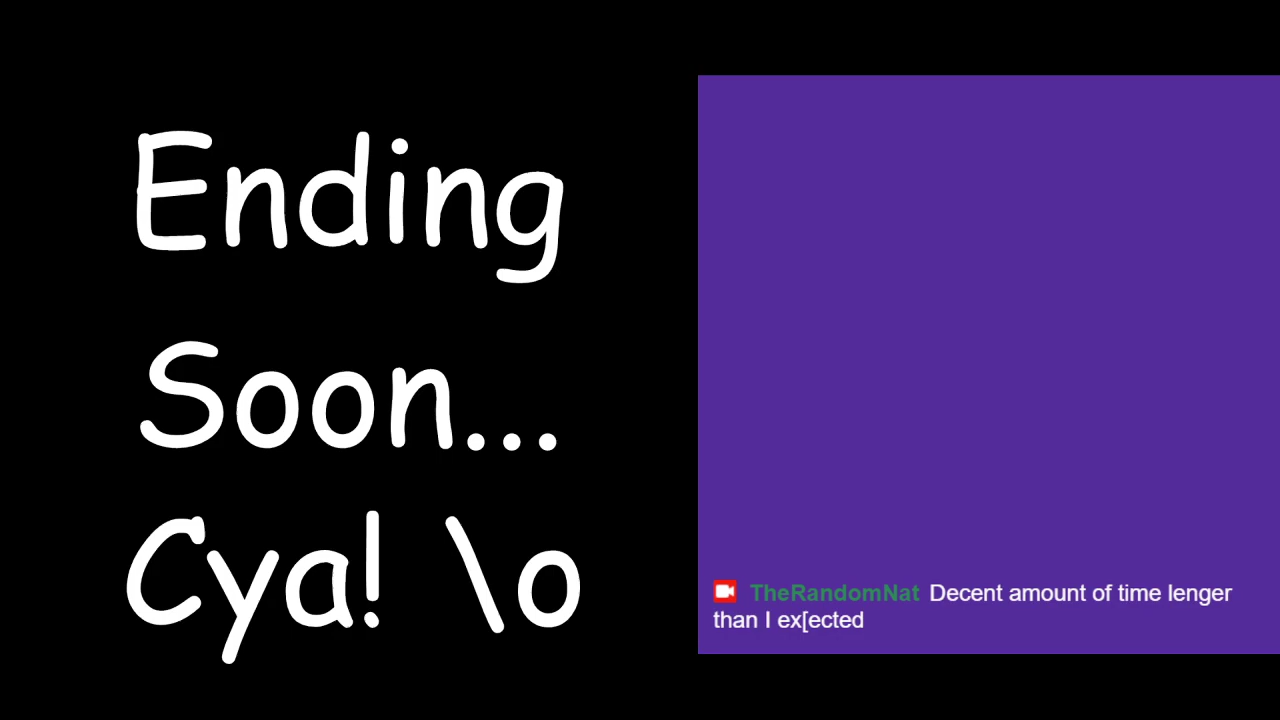 Ending
Soon...
Cya! \o
TheRandomNat Decent amount of time lenger
than I ex[ected